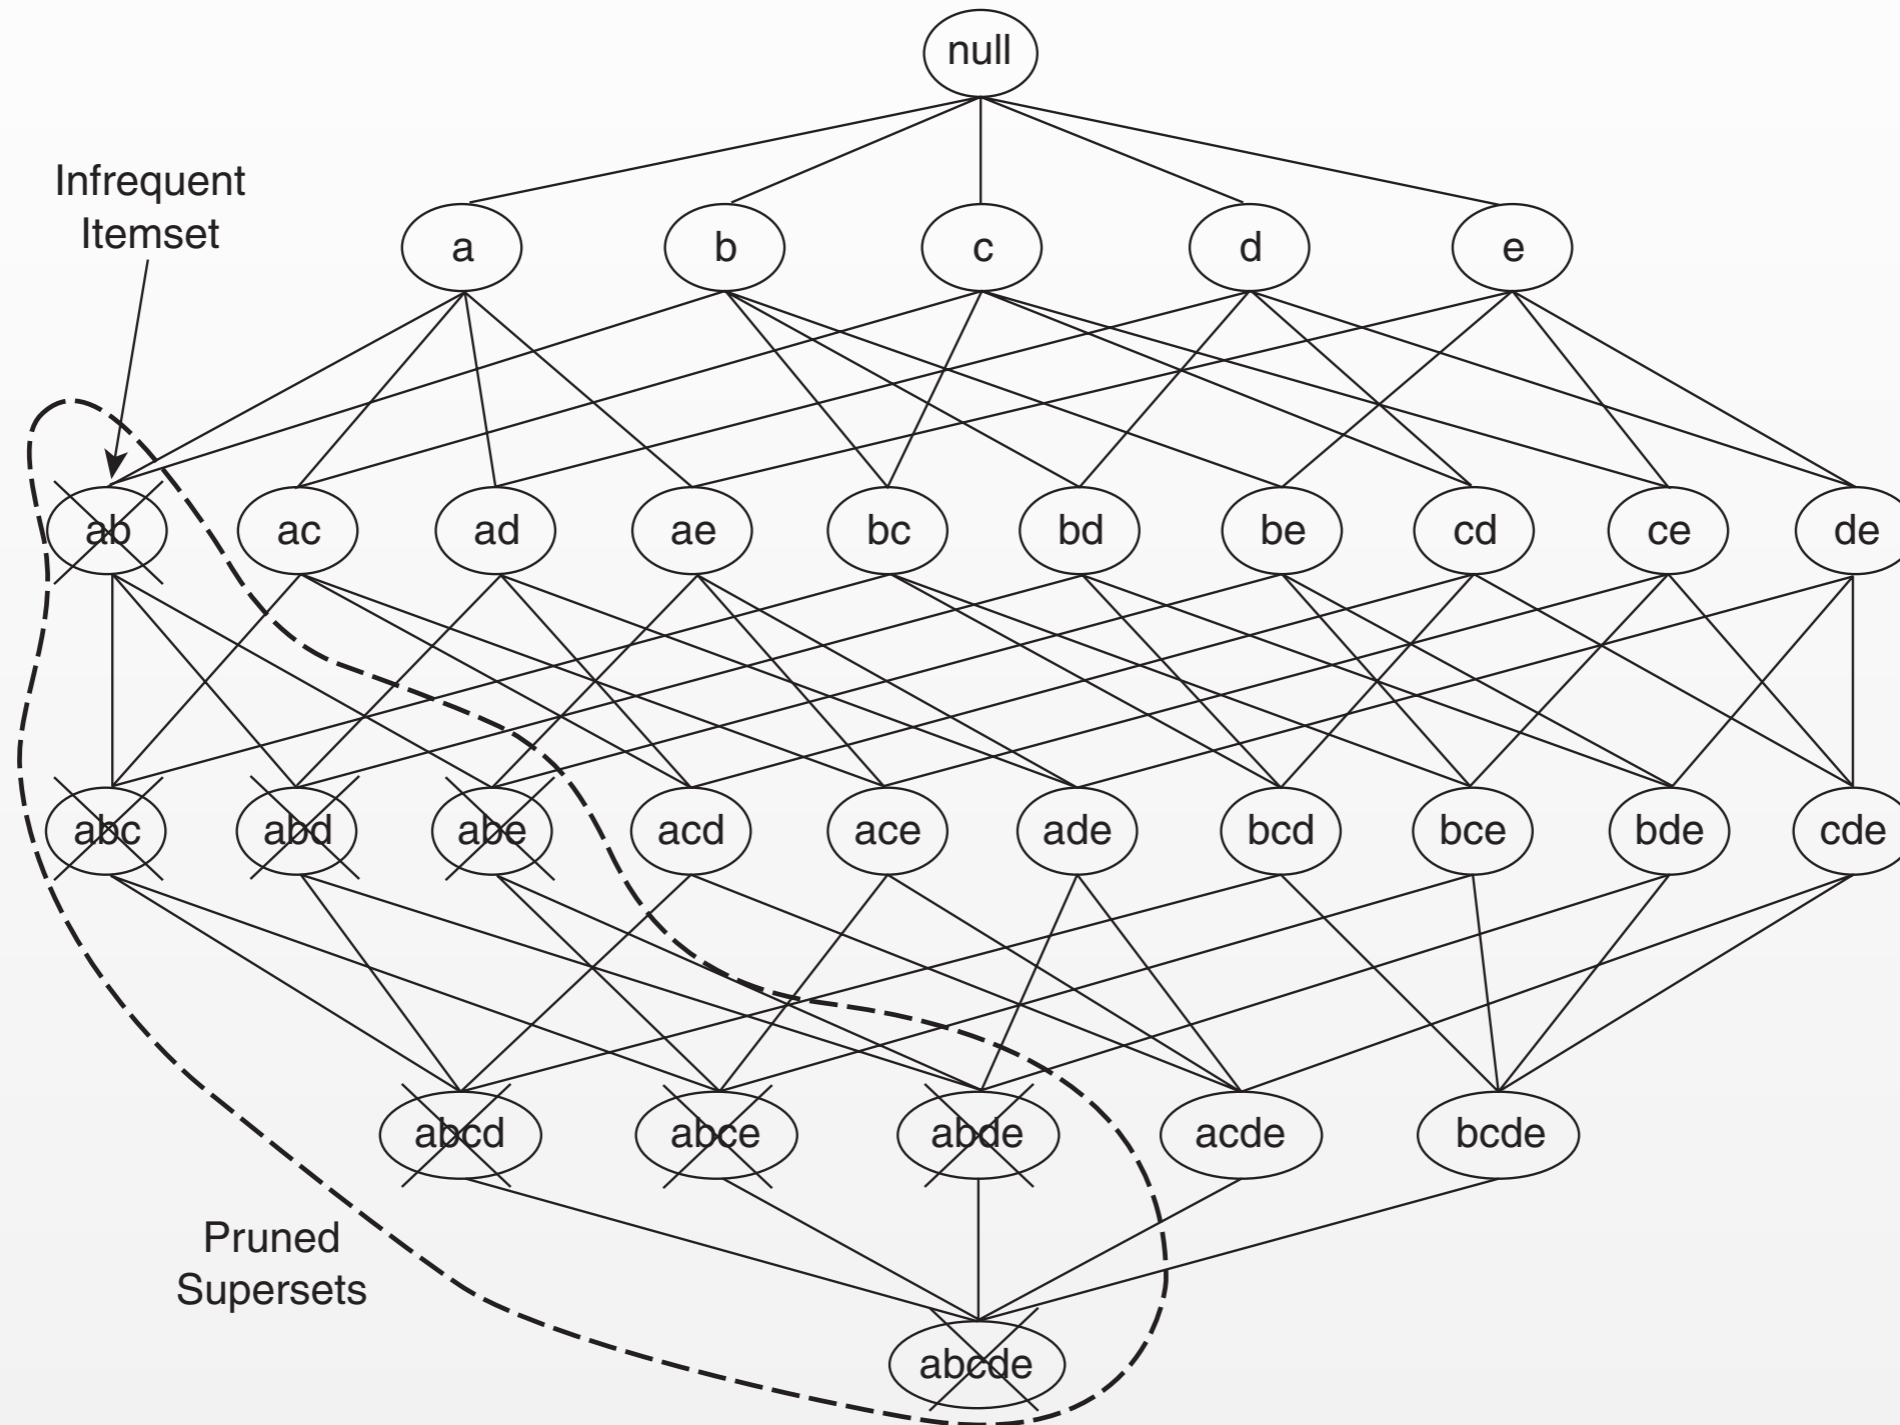 null
Infrequent
Itemset
a b c d e
ab ac ad ae bc bd be cd ce de
abc abd abe acd ace ade bcd bce bde cde
abcd abce abde acde bcde
Pruned
Supersets
abcde